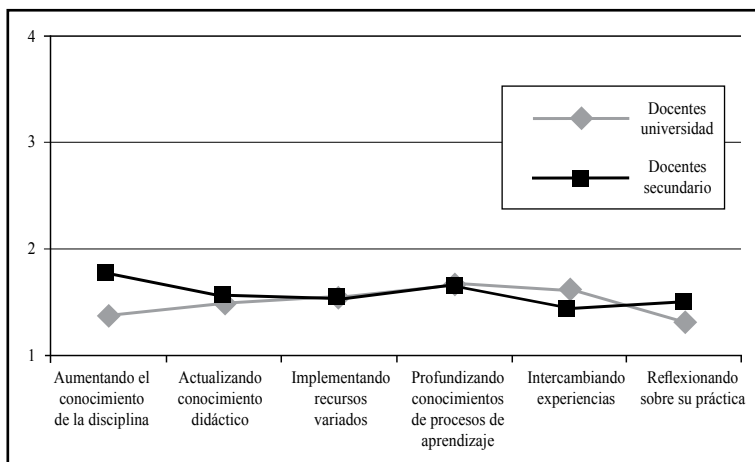 4
3
2
1
Docentes
universidad
Docentes
secundario
Aumentando el
conocimiento
de la disciplina
Actualizando
conocimiento
didáctico
Implementando
recursos
variados
Profundizando
conocimientos
de procesos de
aprendizaje
Intercambiando
experiencias
Reflexionando
sobre su práctica